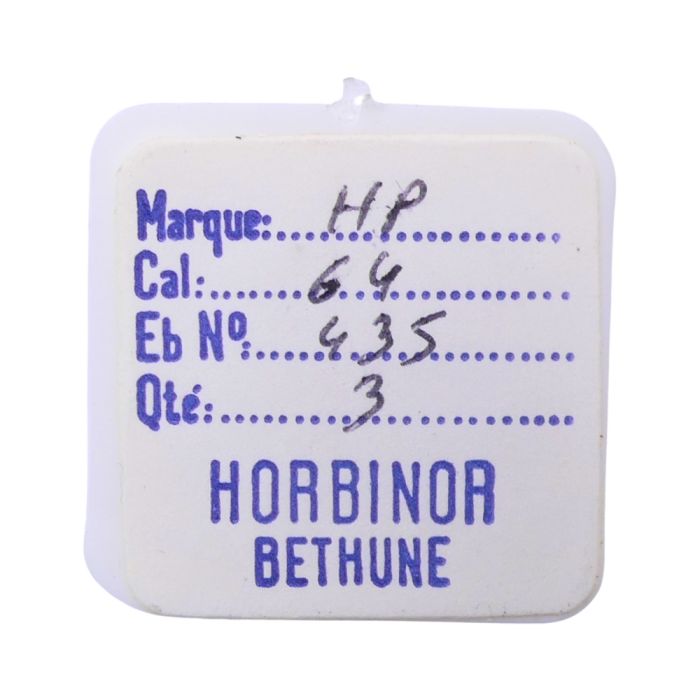 Marque: HP
Cal: 64
Eb Nº: 435
Qté: 3
HORBINOR
BETHUNE